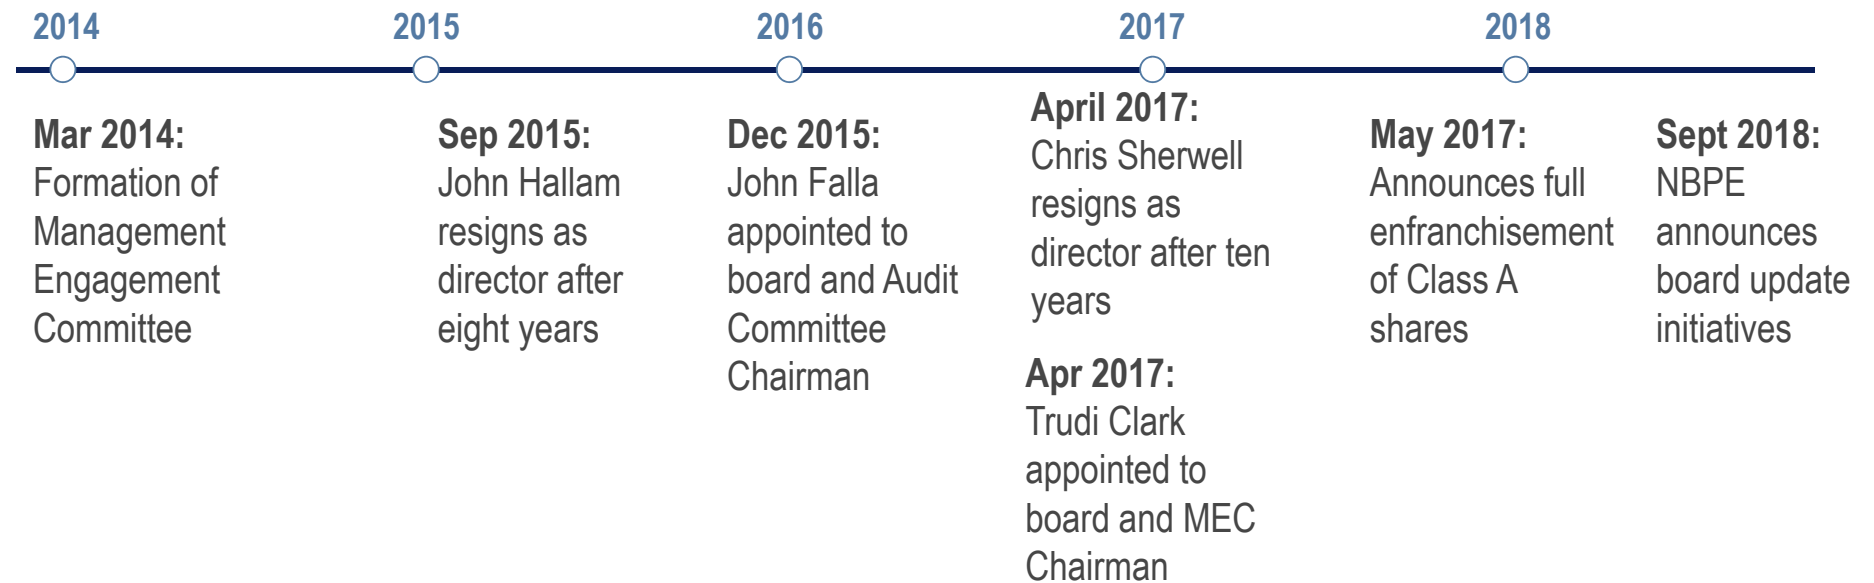 2014
2015
2016
2017
2018
Mar 2014:
Formation of
Management
Engagement
Committee
Sep 2015:
John Hallam
resigns as
director after
eight years
Dec 2015:
John Falla
appointed to
board and Audit
Committee
Chairman
April 2017:
Chris Sherwell
resigns as
director after ten
years
Apr 2017:
Trudi Clark
appointed to
board and MEC
Chairman
May 2017:
Announces full
enfranchisement
of Class A
shares
Sept 2018:
NBPE
announces
board update
initiatives